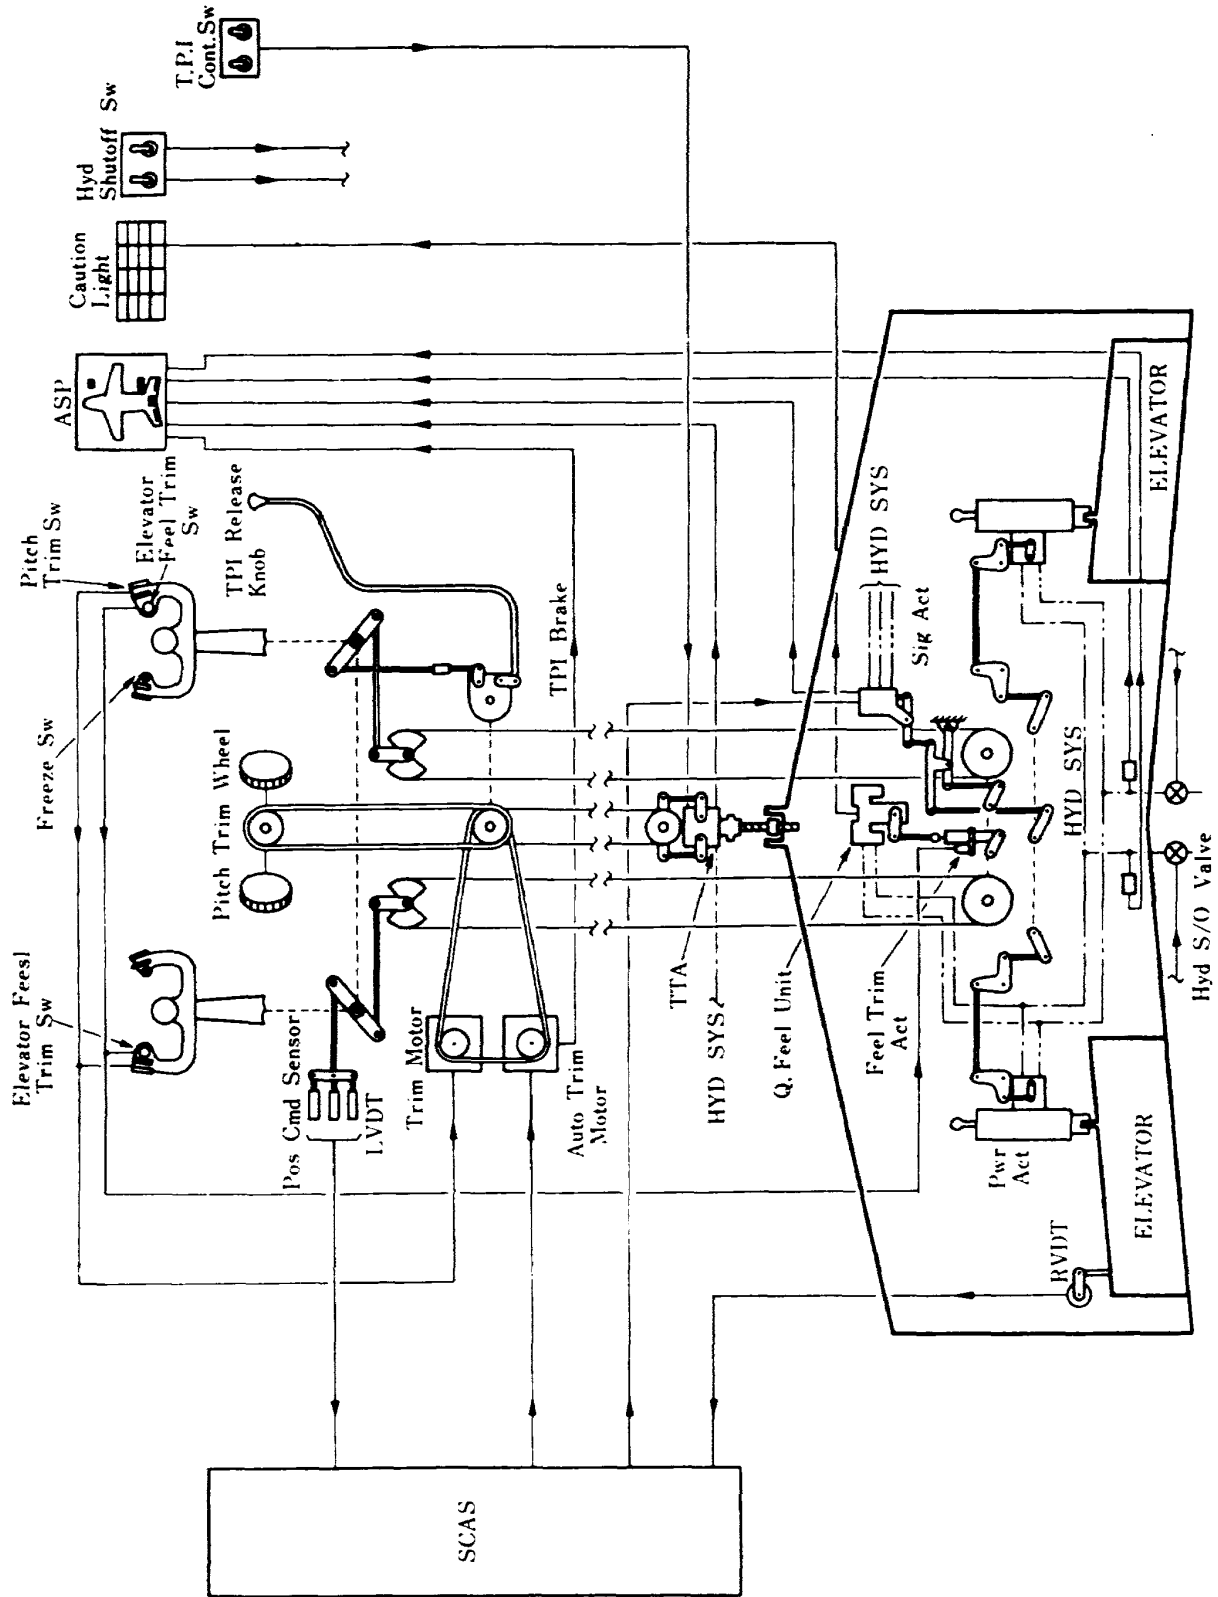 T.P.I
Cont.Sw
Hyd
Shutoff Sw
Caution
Light
ASP
Pitch
Trim Sw
Elevator
Feel Trim
Sw
TPI Release
Knob
Freeze Sw
Pitch Trim Wheel
TPI Brake
Elevator Feesl
Trim Sw
Pos Cmd Sensor
LVDT
Trim Motor
Auto Trim
Motor
SCAS
HYD SYS
Sig Act
TTA
HYD SYS
Q. Feel Unit
Feel Trim
Act
HYD SYS
ELEVATOR
Pwr
Act
RVDT
ELEVATOR
Hyd S/O Valve